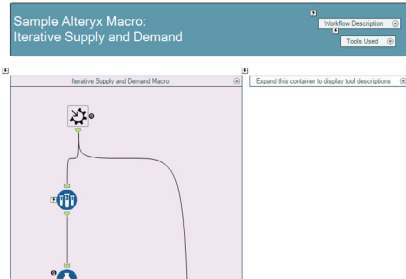 Sample Alteryx Macro:
Iterative Supply and Demand
Workflow Description
Tools Used
Iterative Supply and Demand Macro
Expand this container to display tool descriptions